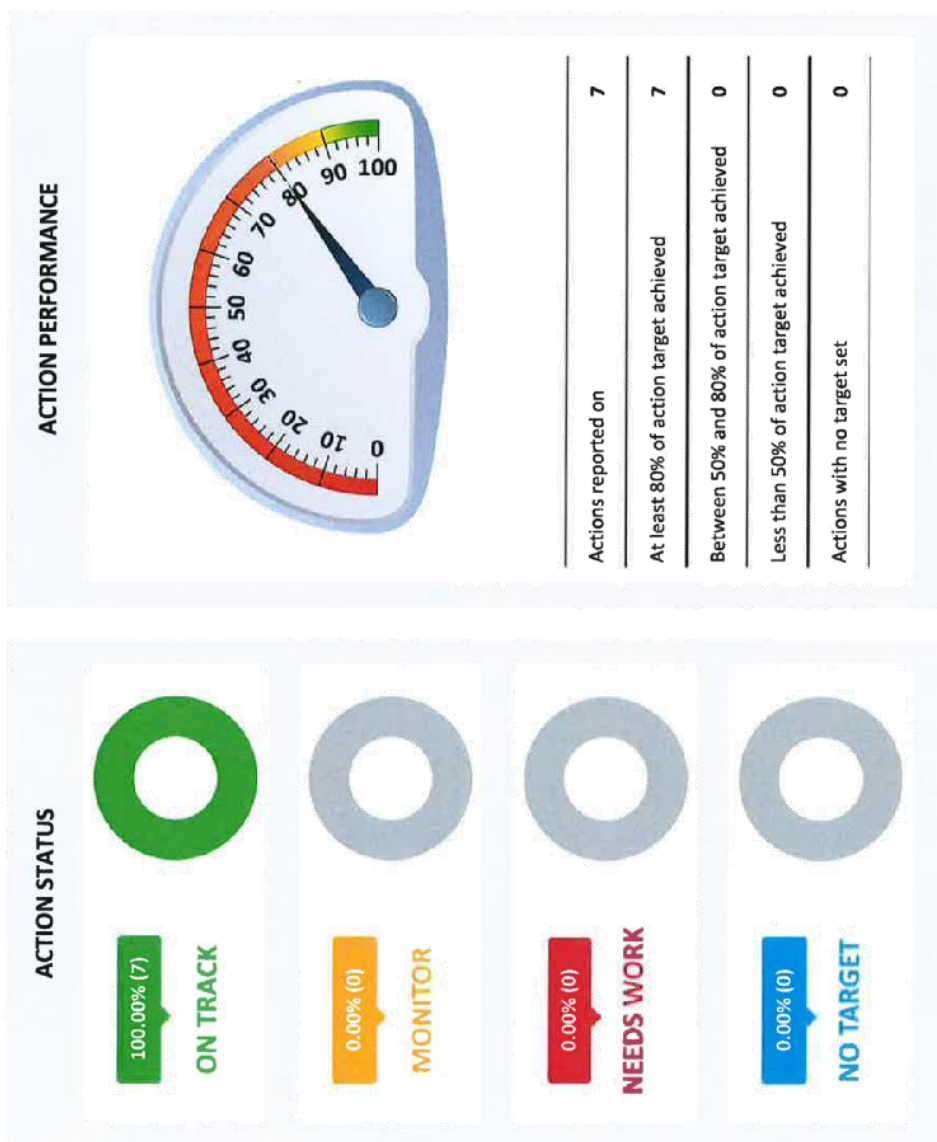 ACTION STATUS
100.00% (7)
ON TRACK
0.00% (0)
MONITOR
0.00% (0)
NEEDS WORK
0.00% (0)
NO TARGET
ACTION PERFORMANCE
0
10
20
30
40
50
60
70
80
90
100
Actions reported on 7
At least 80% of action target achieved 7
Between 50% and 80% of action target achieved 0
Less than 50% of action target achieved 0
Actions with no target set 0